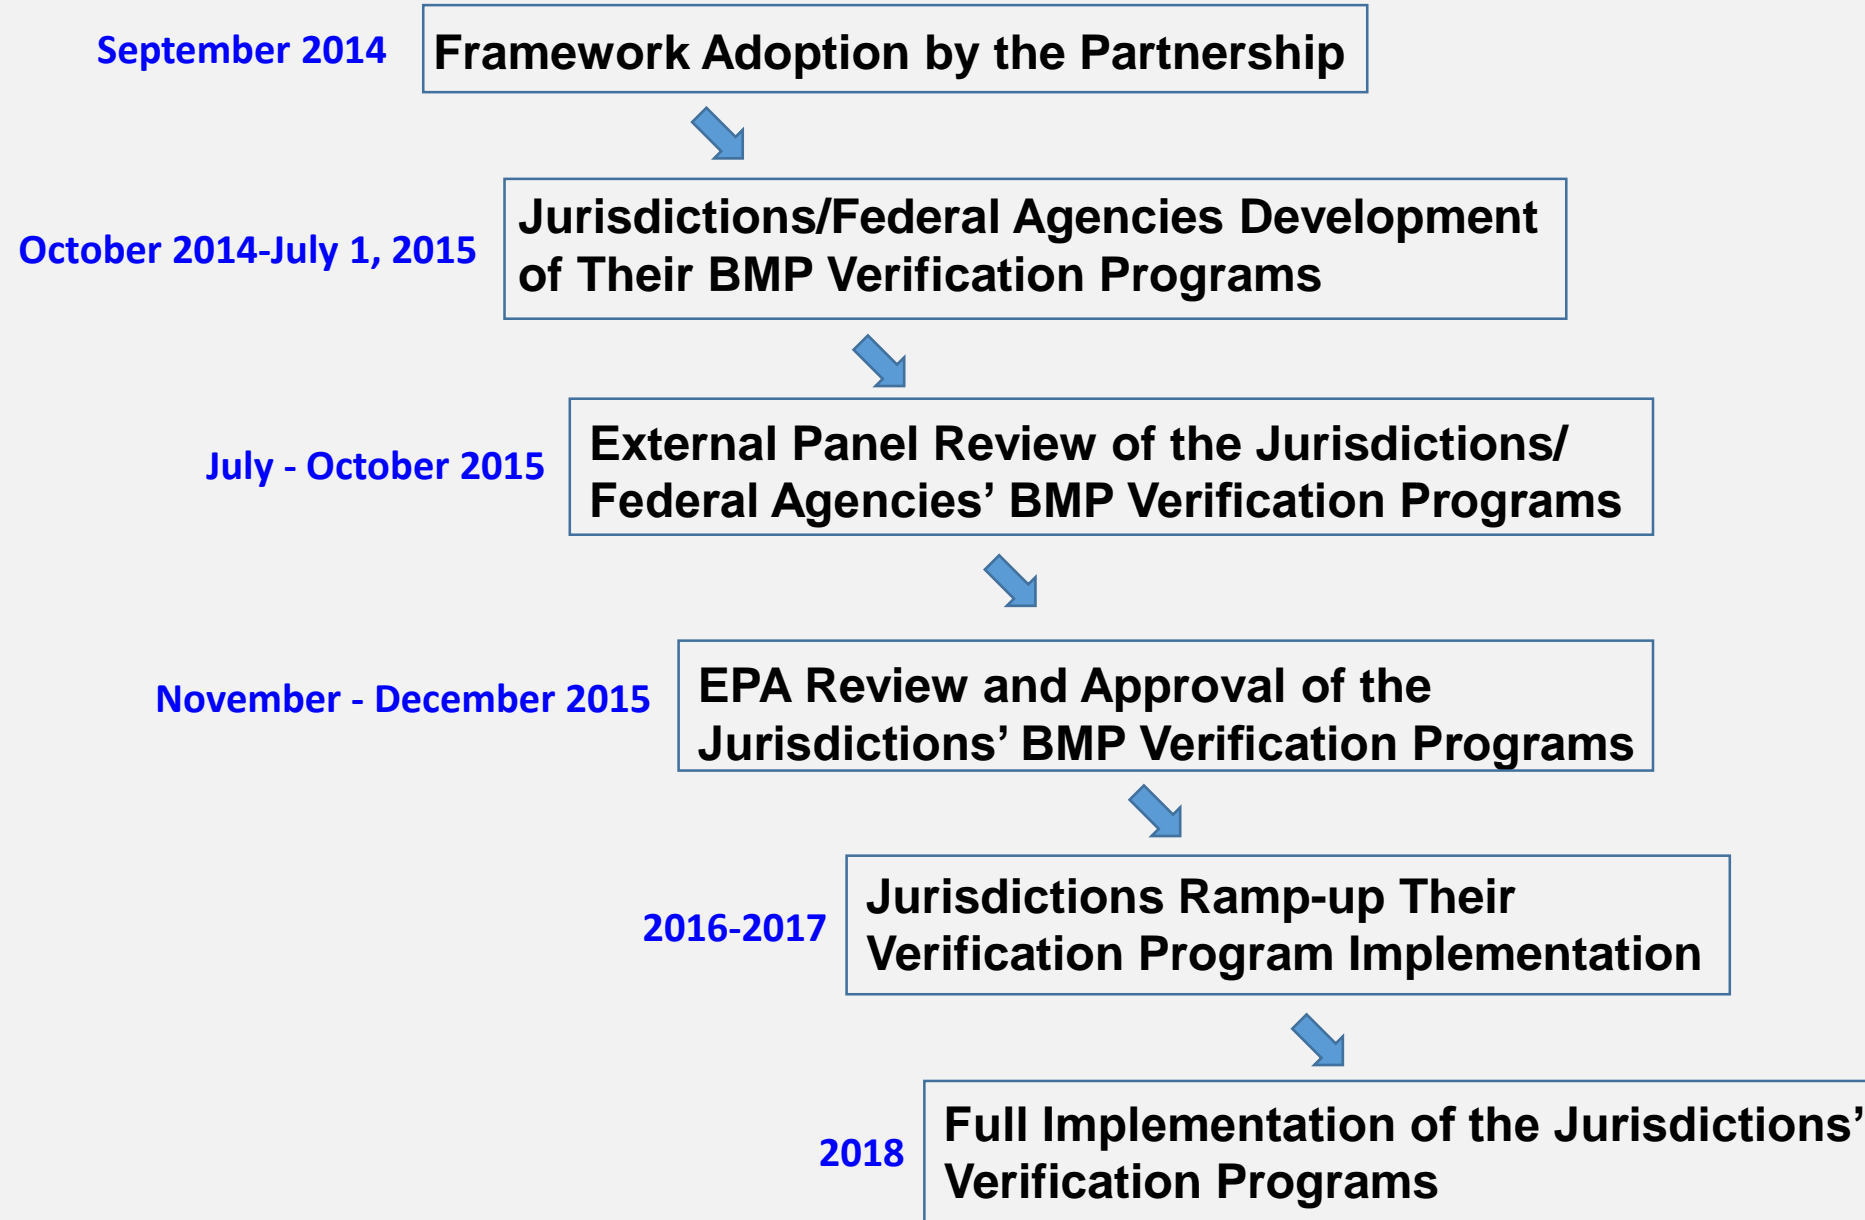 September 2014
Framework Adoption by the Partnership
October 2014-July 1, 2015
Jurisdictions/Federal Agencies Development
of Their BMP Verification Programs
July - October 2015
External Panel Review of the Jurisdictions/
Federal Agencies’ BMP Verification Programs
November - December 2015
EPA Review and Approval of the
Jurisdictions’ BMP Verification Programs
2016-2017
Jurisdictions Ramp-up Their
Verification Program Implementation
2018
Full Implementation of the Jurisdictions’
Verification Programs